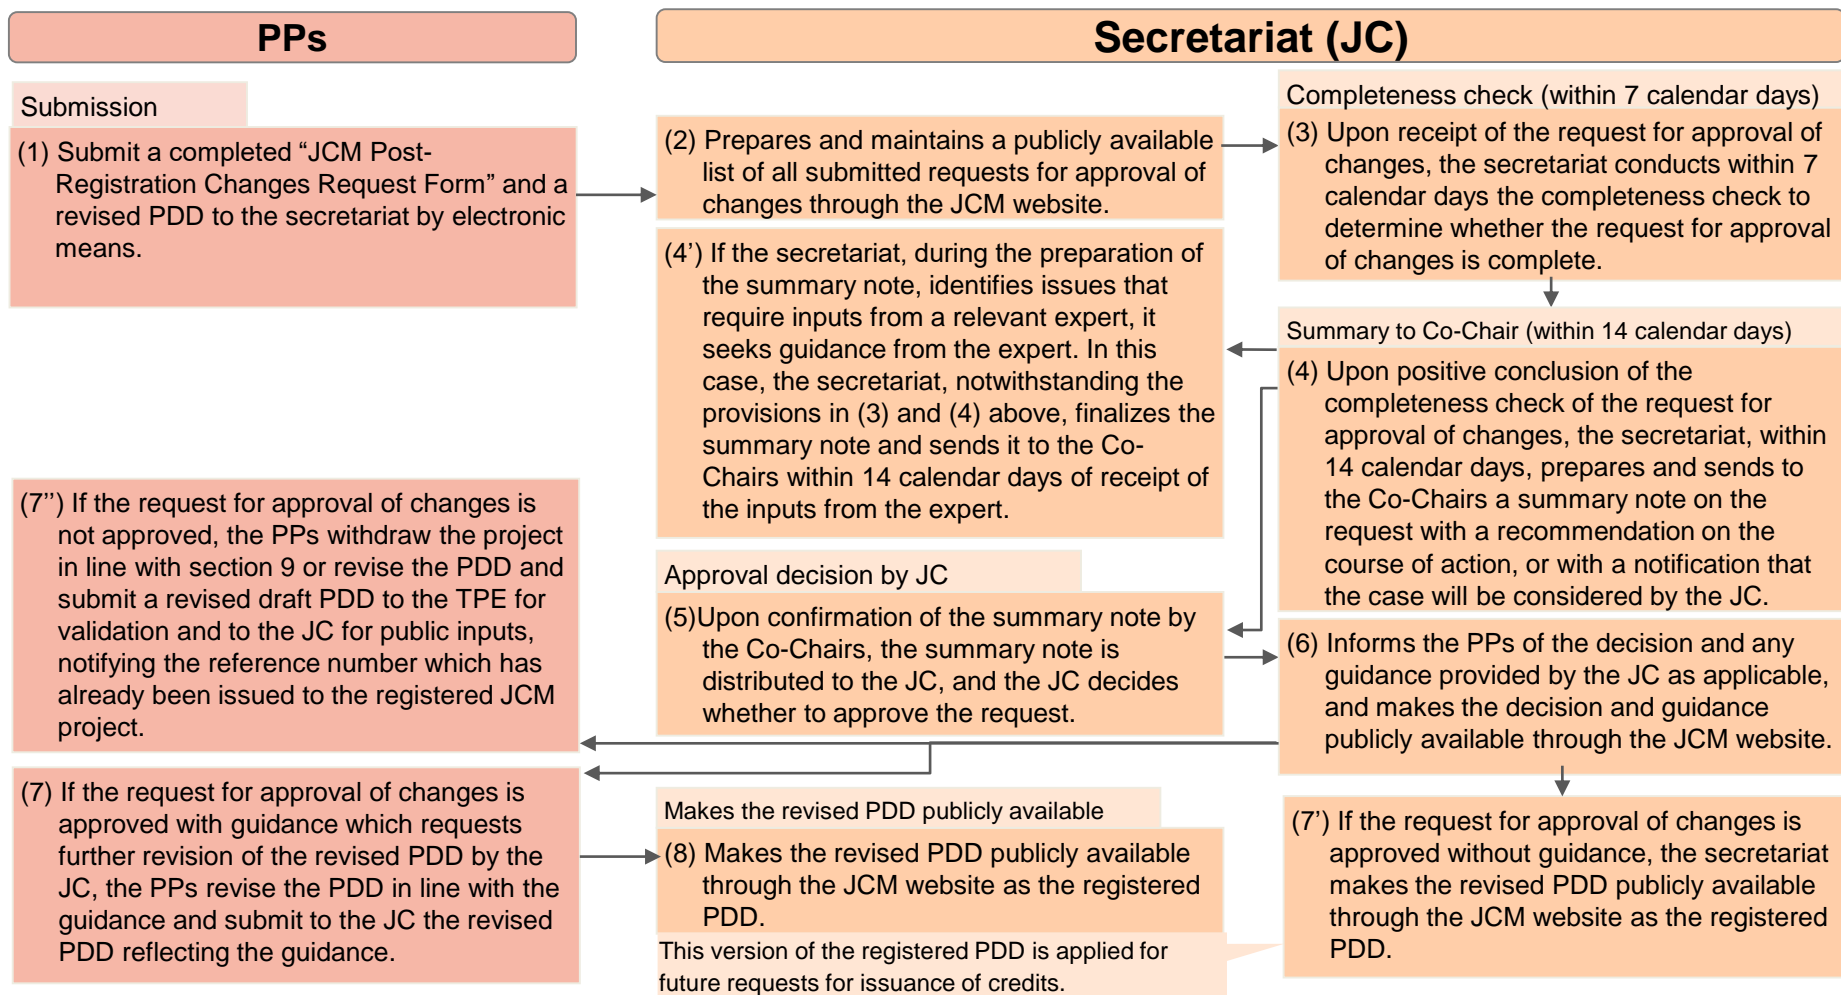 PPs
Secretariat (JC)
Submission
(1) Submit a completed “JCM Post-
Registration Changes Request Form” and a
revised PDD to the secretariat by electronic
means.
(2) Prepares and maintains a publicly available
list of all submitted requests for approval of
changes through the JCM website.
Completeness check (within 7 calendar days)
(3) Upon receipt of the request for approval of
changes, the secretariat conducts within 7
calendar days the completeness check to
determine whether the request for approval
of changes is complete.
(4’) If the secretariat, during the preparation of
the summary note, identifies issues that
require inputs from a relevant expert, it
seeks guidance from the expert. In this
case, the secretariat, notwithstanding the
provisions in (3) and (4) above, finalizes the
summary note and sends it to the Co-
Chairs within 14 calendar days of receipt of
the inputs from the expert.
Summary to Co-Chair (within 14 calendar days)
(4) Upon positive conclusion of the
completeness check of the request for
approval of changes, the secretariat, within
14 calendar days, prepares and sends to
the Co-Chairs a summary note on the
request with a recommendation on the
course of action, or with a notification that
the case will be considered by the JC.
Approval decision by JC
(5)Upon confirmation of the summary note by
the Co-Chairs, the summary note is
distributed to the JC, and the JC decides
whether to approve the request.
(6) Informs the PPs of the decision and any
guidance provided by the JC as applicable,
and makes the decision and guidance
publicly available through the JCM website.
(7’’) If the request for approval of changes is
not approved, the PPs withdraw the project
in line with section 9 or revise the PDD and
submit a revised draft PDD to the TPE for
validation and to the JC for public inputs,
notifying the reference number which has
already been issued to the registered JCM
project.
(7) If the request for approval of changes is
approved with guidance which requests
further revision of the revised PDD by the
JC, the PPs revise the PDD in line with the
guidance and submit to the JC the revised
PDD reflecting the guidance.
Makes the revised PDD publicly available
(8) Makes the revised PDD publicly available
through the JCM website as the registered
PDD.
This version of the registered PDD is applied for
future requests for issuance of credits.
(7’) If the request for approval of changes is
approved without guidance, the secretariat
makes the revised PDD publicly available
through the JCM website as the registered
PDD.